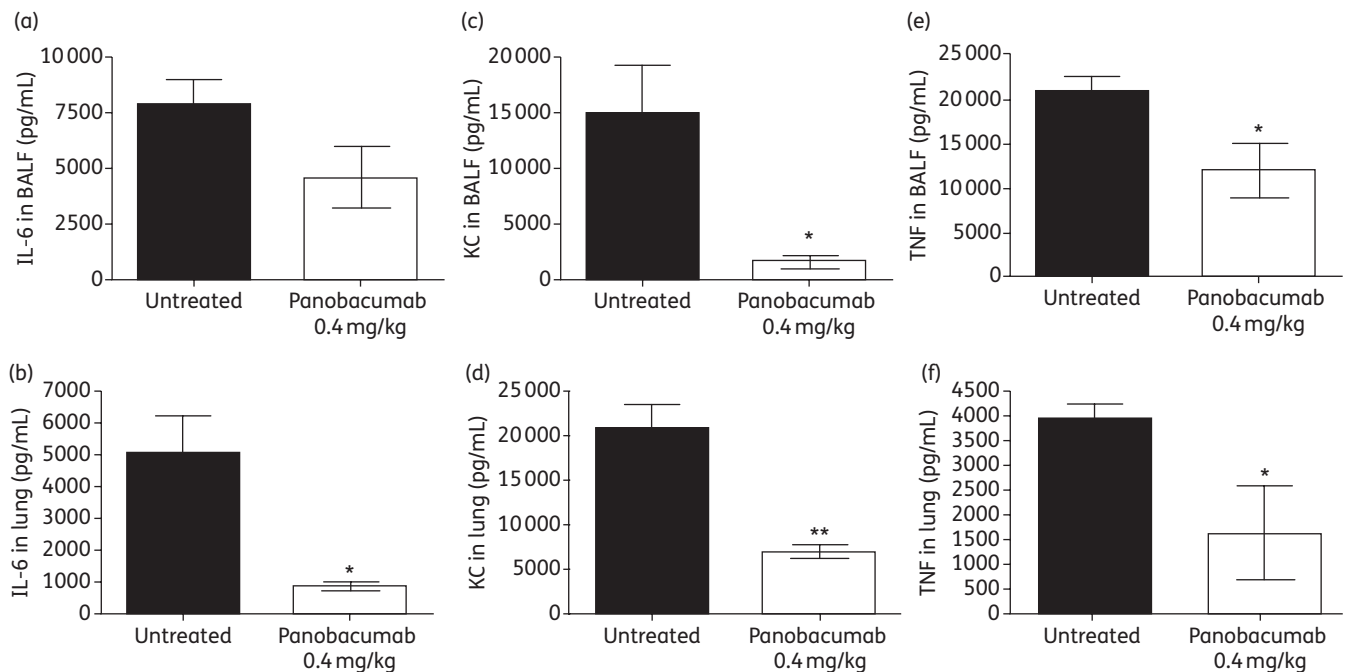 (a)
IL-6 in BALF (pg/mL)
10 000
7500
5000
2500
0
Untreated
Panobacumab
0.4 mg/kg
(c)
KC in BALF (pg/mL)
20 000
15 000
10 000
5000
0
*
Untreated
Panobacumab
0.4 mg/kg
(e)
TNF in BALF (pg/mL)
25 000
20 000
15 000
10 000
5000
0
*
Untreated
Panobacumab
0.4 mg/kg
(b)
IL-6 in lung (pg/mL)
7000
6000
5000
4000
3000
2000
1000
0
*
Untreated
Panobacumab
0.4 mg/kg
(d)
KC in lung (pg/mL)
25 000
20 000
15 000
10 000
5000
0
**
Untreated
Panobacumab
0.4 mg/kg
(f)
TNF in lung (pg/mL)
4500
4000
3500
3000
2500
2000
1500
1000
500
0
*
Untreated
Panobacumab
0.4 mg/kg